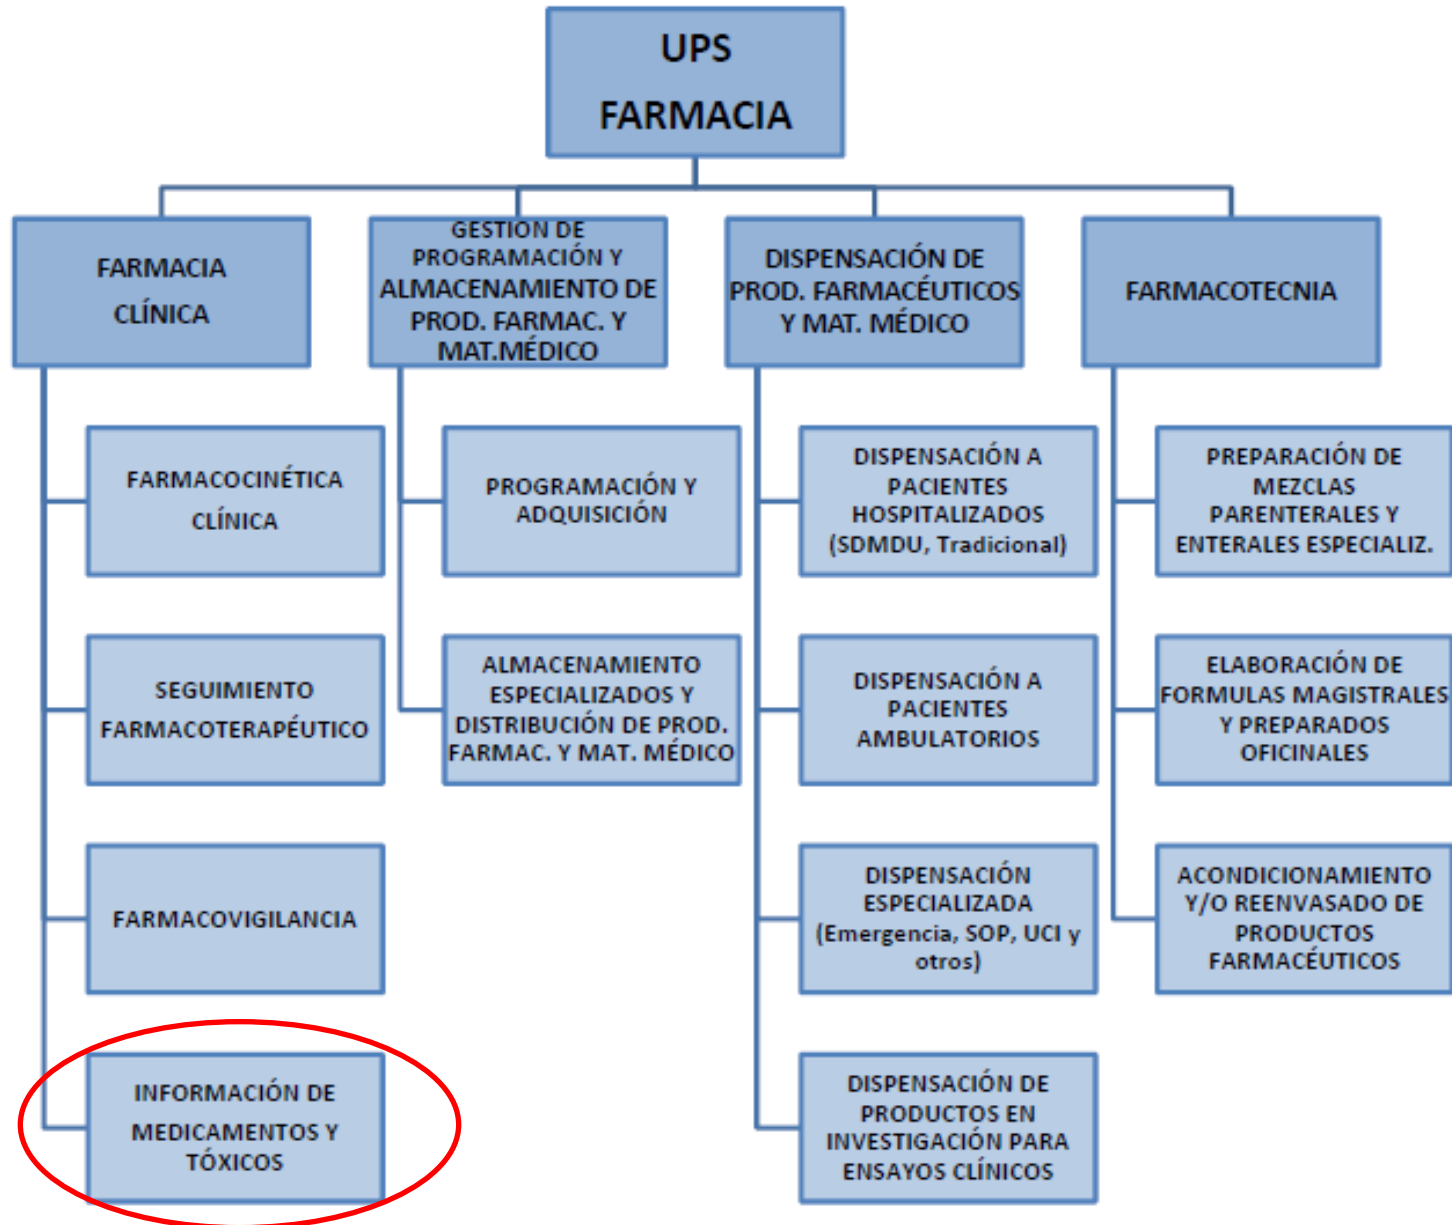 UPS
FARMACIA
FARMACIA
CLÍNICA
GESTIÓN DE
PROGRAMACIÓN Y
ALMACENAMIENTO DE
PROD. FARMAC. Y
MAT.MÉDICO
DISPENSACIÓN DE
PROD. FARMACÉUTICOS
Y MAT. MÉDICO
FARMACOTECNIA
FARMACOCINÉTICA
CLÍNICA
SEGUIMIENTO
FARMACOTERAPÉUTICO
FARMACOVIGILANCIA
INFORMACIÓN DE
MEDICAMENTOS Y
TÓXICOS
PROGRAMACIÓN Y
ADQUISICIÓN
ALMACENAMIENTO
ESPECIALIZADOS Y
DISTRIBUCIÓN DE PROD.
FARMAC. Y MAT. MÉDICO
DISPENSACIÓN A
PACIENTES
HOSPITALIZADOS
(SDMDU, Tradicional)
DISPENSACIÓN A
PACIENTES
AMBULATORIOS
DISPENSACIÓN
ESPECIALIZADA
(Emergencia, SOP, UCI y
otros)
DISPENSACIÓN DE
PRODUCTOS EN
INVESTIGACIÓN PARA
ENSAYOS CLÍNICOS
PREPARACIÓN DE
MEZCLAS
PARENTERALES Y
ENTERALES ESPECIALIZ.
ELABORACIÓN DE
FORMULAS MAGISTRALES
Y PREPARADOS
OFICINALES
ACONDICIONAMIENTO
Y/O REENVASADO DE
PRODUCTOS
FARMACÉUTICOS